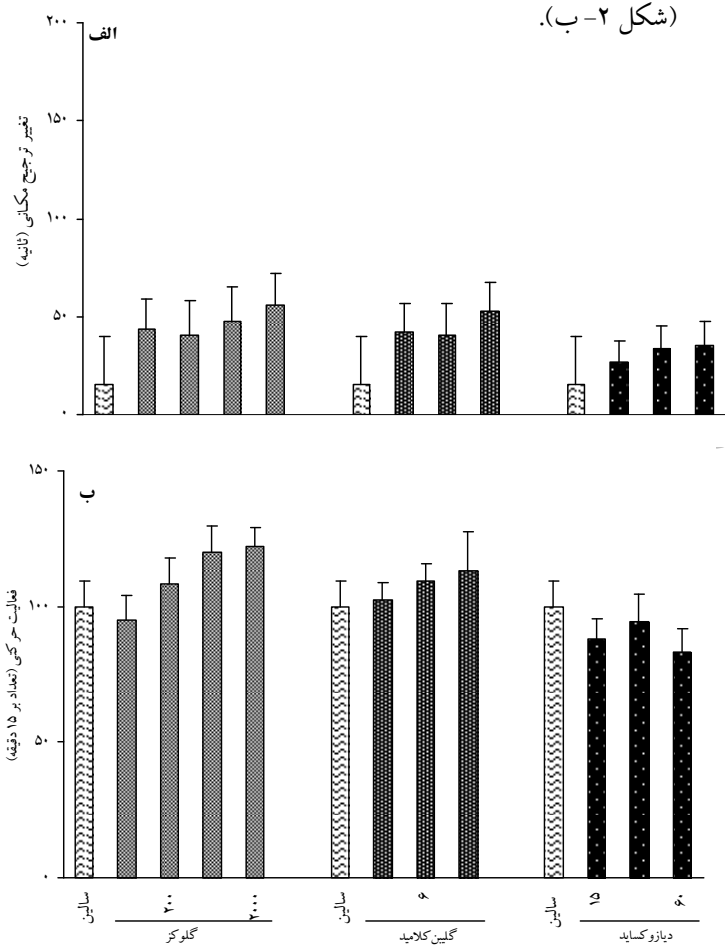 (شکل ۲- ب).
الف
تغییر ترجیح مکانی (ثانیه)
۲۰۰
۱۵۰
۱۰۰
۵۰
۰
ب
فعالیت حرکتی (تعداد بر ۱۵ دقیقه)
۱۵۰
۱۰۰
۵۰
۰
سالین ۲۰۰ ۲۰۰۰ سالین ۶ سالین ۱۵ ۶۰
گلوکز گلیبن کلامید دیازوکساید